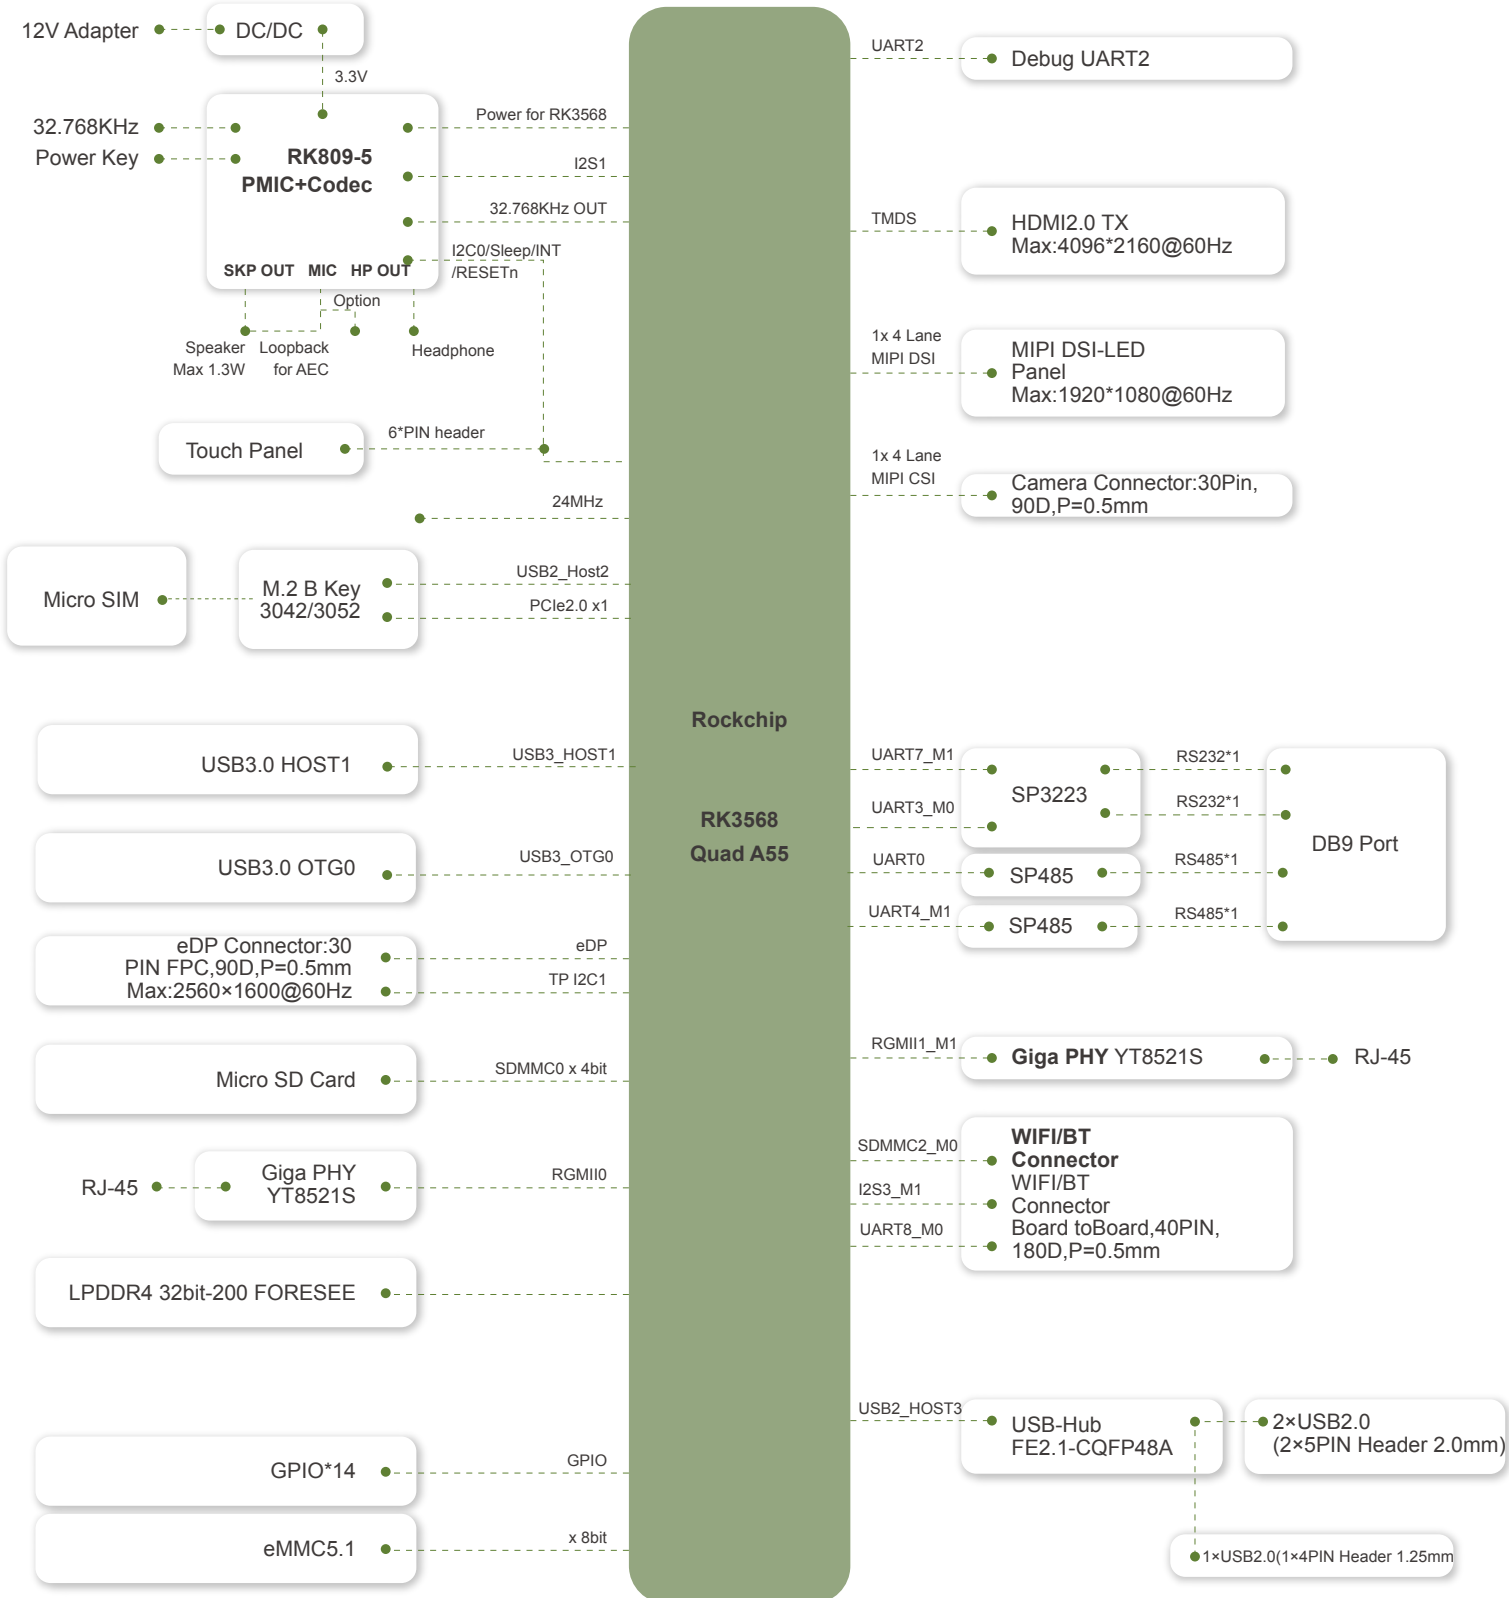 12V Adapter
DC/DC
3.3V
32.768KHz
Power Key
RK809-5
PMIC+Codec
SKP OUT
MIC
HP OUT
Option
Speaker
Max 1.3W
Loopback
for AEC
Headphone
Power for RK3568
I2S1
32.768KHz OUT
I2C0/Sleep/INT
/RESETn
Touch Panel
6*PIN header
24MHz
Micro SIM
M.2 B Key
3042/3052
USB2_Host2
PCIe2.0 x1
USB3.0 HOST1
USB3_HOST1
USB3.0 OTG0
USB3_OTG0
eDP Connector:30
PIN FPC,90D,P=0.5mm
Max:2560×1600@60Hz
eDP
TP I2C1
Micro SD Card
SDMMC0 x 4bit
RJ-45
Giga PHY
YT8521S
RGMII0
LPDDR4 32bit-200 FORESEE
GPIO*14
GPIO
eMMC5.1
x 8bit
Rockchip
RK3568
Quad A55
UART2
Debug UART2
TMDS
HDMI2.0 TX
Max:4096*2160@60Hz
1x 4 Lane
MIPI DSI
MIPI DSI-LED
Panel
Max:1920*1080@60Hz
1x 4 Lane
MIPI CSI
Camera Connector:30Pin,
90D,P=0.5mm
UART7_M1
UART3_M0
SP3223
RS232*1
RS232*1
UART0
SP485
RS485*1
UART4_M1
SP485
RS485*1
DB9 Port
RGMII1_M1
Giga PHY YT8521S
RJ-45
SDMMC2_M0
I2S3_M1
UART8_M0
WIFI/BT
Connector
WIFI/BT
Connector
Board toBoard,40PIN,
180D,P=0.5mm
USB2_HOST3
USB-Hub
FE2.1-CQFP48A
2×USB2.0
(2×5PIN Header 2.0mm)
1×USB2.0(1×4PIN Header 1.25mm